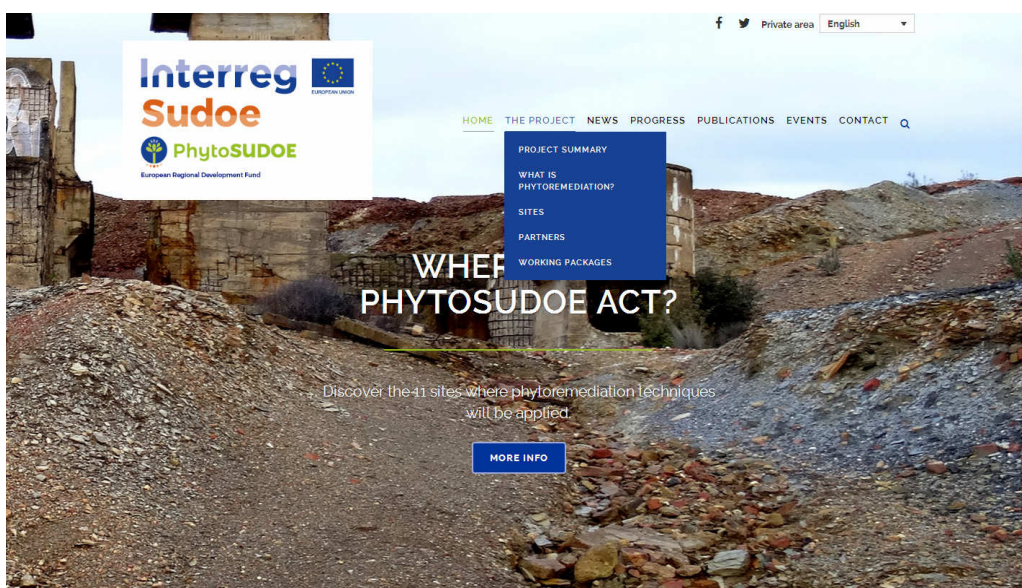 Private area English
Interreg
EUROPEAN UNION
Sudoe
PhytoSUDOE
European Regional Development Fund
HOME THE PROJECT NEWS PROGRESS PUBLICATIONS EVENTS CONTACT
PROJECT SUMMARY
WHAT IS
PHYTOREMEDIATION?
SITES
PARTNERS
WORKING PACKAGES
PHYTOSUDOE ACT?
Discover the 11 sites where phytoremediation techniques
will be applied.
MORE INFO